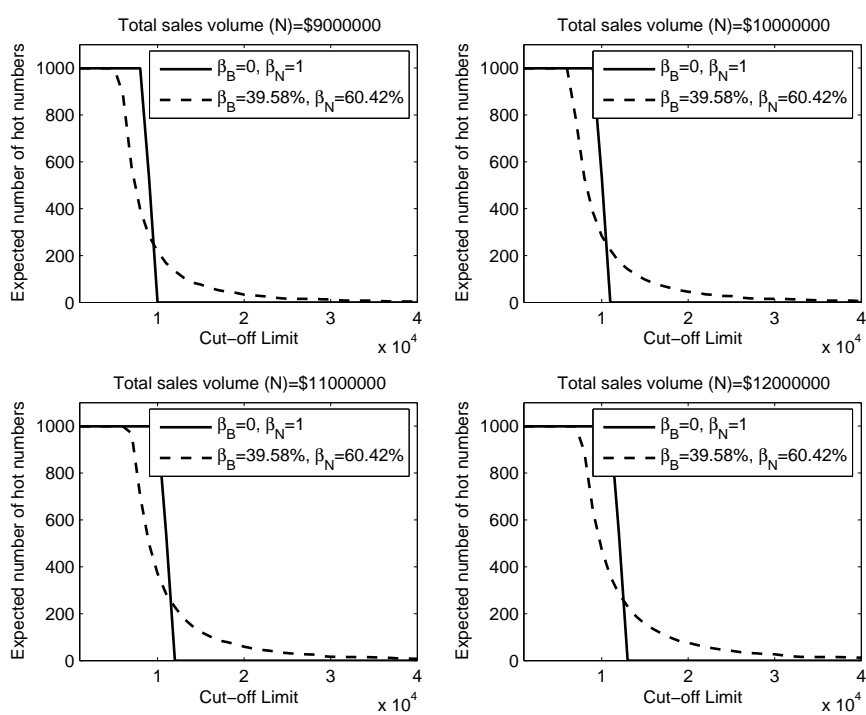 Total sales volume (N)=$9000000
Expected number of hot numbers
1000
800
600
400
200
0
β_B=0, β_N=1
β_B=39.58%, β_N=60.42%
1 2 3 4
Cut−off Limit
x 10^4
Total sales volume (N)=$10000000
Expected number of hot numbers
1000
800
600
400
200
0
β_B=0, β_N=1
β_B=39.58%, β_N=60.42%
1 2 3 4
Cut−off Limit
x 10^4
Total sales volume (N)=$11000000
Expected number of hot numbers
1000
800
600
400
200
0
β_B=0, β_N=1
β_B=39.58%, β_N=60.42%
1 2 3 4
Cut−off Limit
x 10^4
Total sales volume (N)=$12000000
Expected number of hot numbers
1000
800
600
400
200
0
β_B=0, β_N=1
β_B=39.58%, β_N=60.42%
1 2 3 4
Cut−off Limit
x 10^4